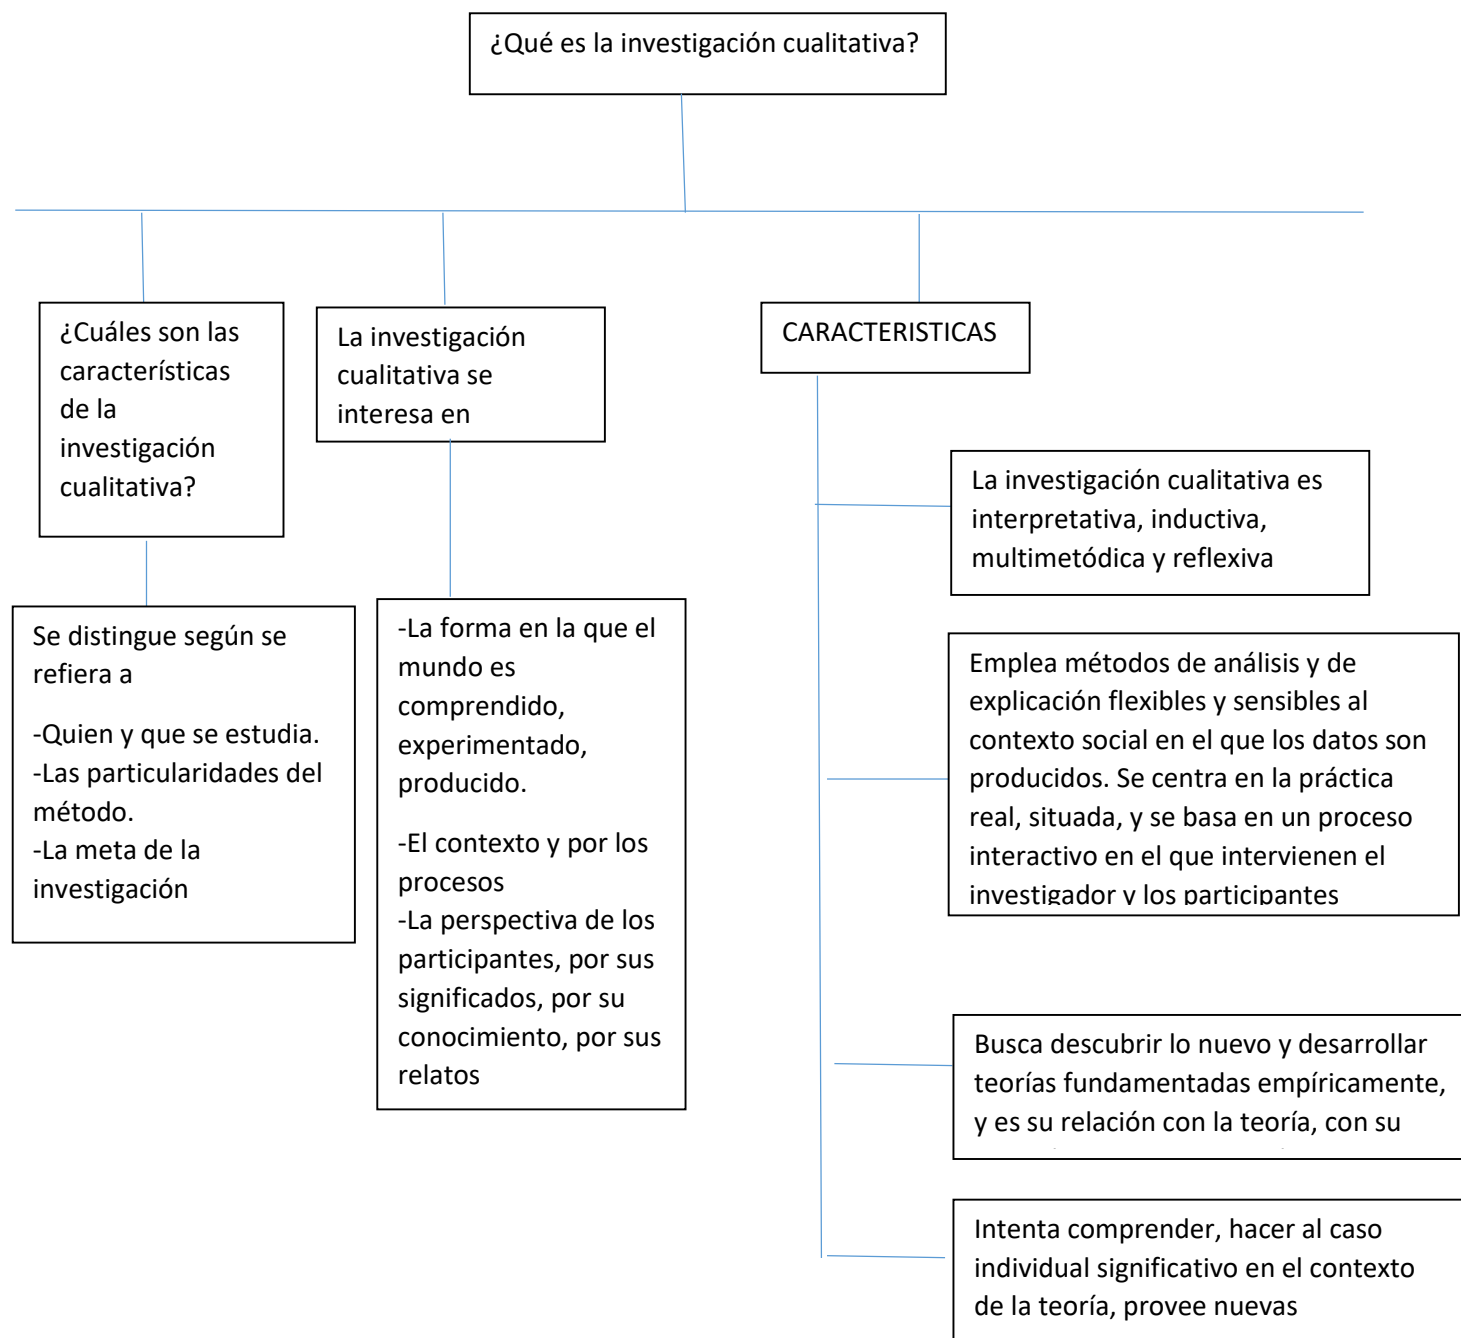 ¿Qué es la investigación cualitativa?
¿Cuáles son las
características
de la
investigación
cualitativa?
La investigación
cualitativa se
interesa en
CARACTERISTICAS
Se distingue según se
refiera a
-Quien y que se estudia.
-Las particularidades del
método.
-La meta de la
investigación
-La forma en la que el
mundo es
comprendido,
experimentado,
producido.
-El contexto y por los
procesos
-La perspectiva de los
participantes, por sus
significados, por su
conocimiento, por sus
relatos
La investigación cualitativa es
interpretativa, inductiva,
multimetódica y reflexiva
Emplea métodos de análisis y de
explicación flexibles y sensibles al
contexto social en el que los datos son
producidos. Se centra en la práctica
real, situada, y se basa en un proceso
interactivo en el que intervienen el
investigador y los participantes
Busca descubrir lo nuevo y desarrollar
teorías fundamentadas empíricamente,
y es su relación con la teoría, con su
Intenta comprender, hacer al caso
individual significativo en el contexto
de la teoría, provee nuevas